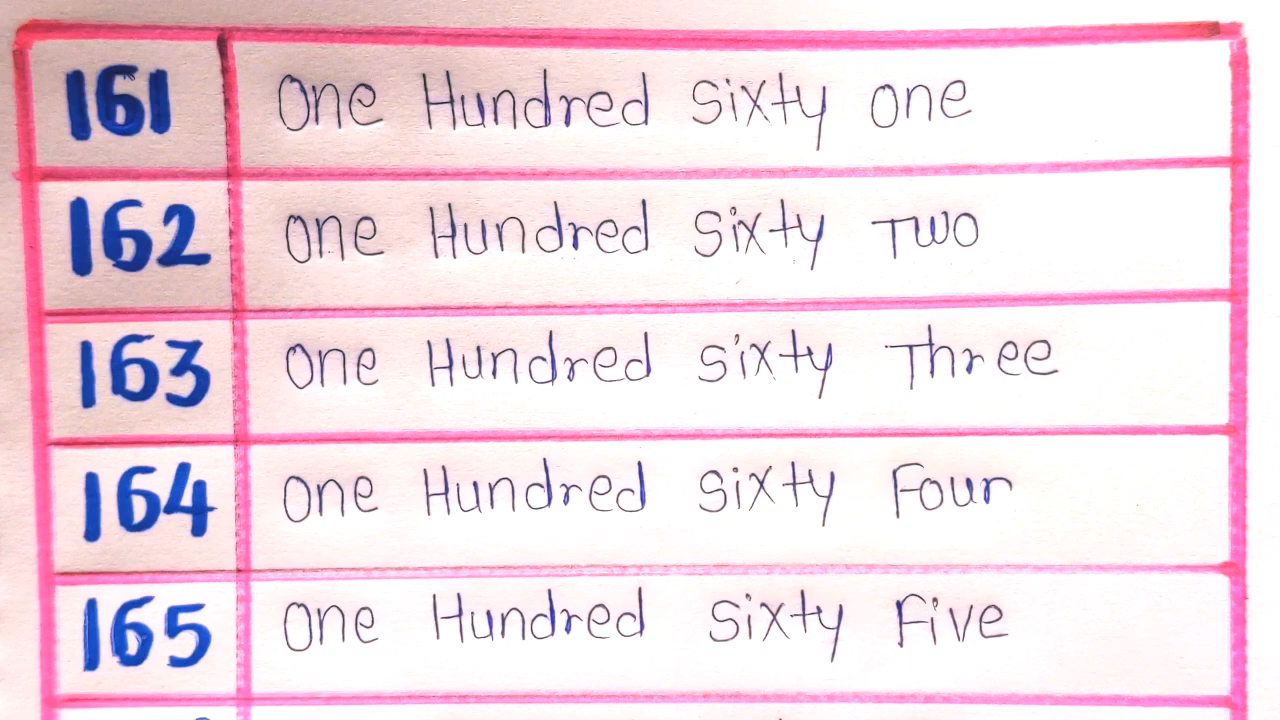 161 One Hundred Sixty one
162 one Hundred Sixty Two
163 one Hundred Sixty Three
164 one Hundred Sixty Four
165 one Hundred Sixty Five